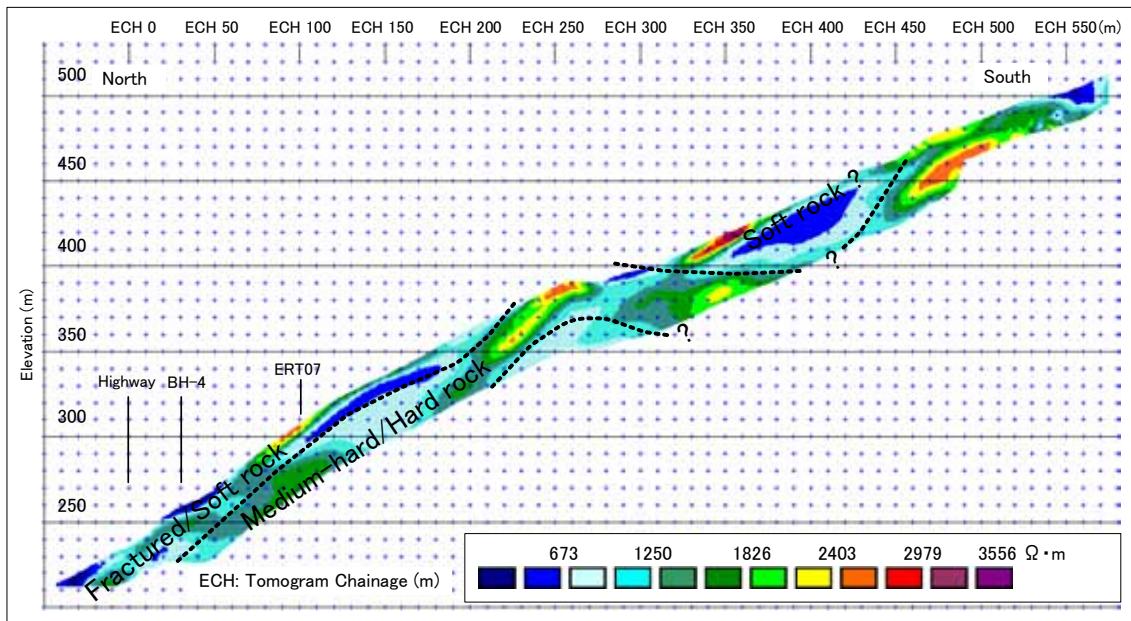 ECH 0 ECH 50 ECH 100 ECH 150 ECH 200 ECH 250 ECH 300 ECH 350 ECH 400 ECH 450 ECH 500 ECH 550 (m)
500 North South
450
Soft rock ?
400
?
Elevation (m)
350
?
Highway BH-4 ERT07
300
Fractured/Soft rock
Medium-hard/Hard rock
250
673 1250 1826 2403 2979 3556 Ω・m
ECH: Tomogram Chainage (m)